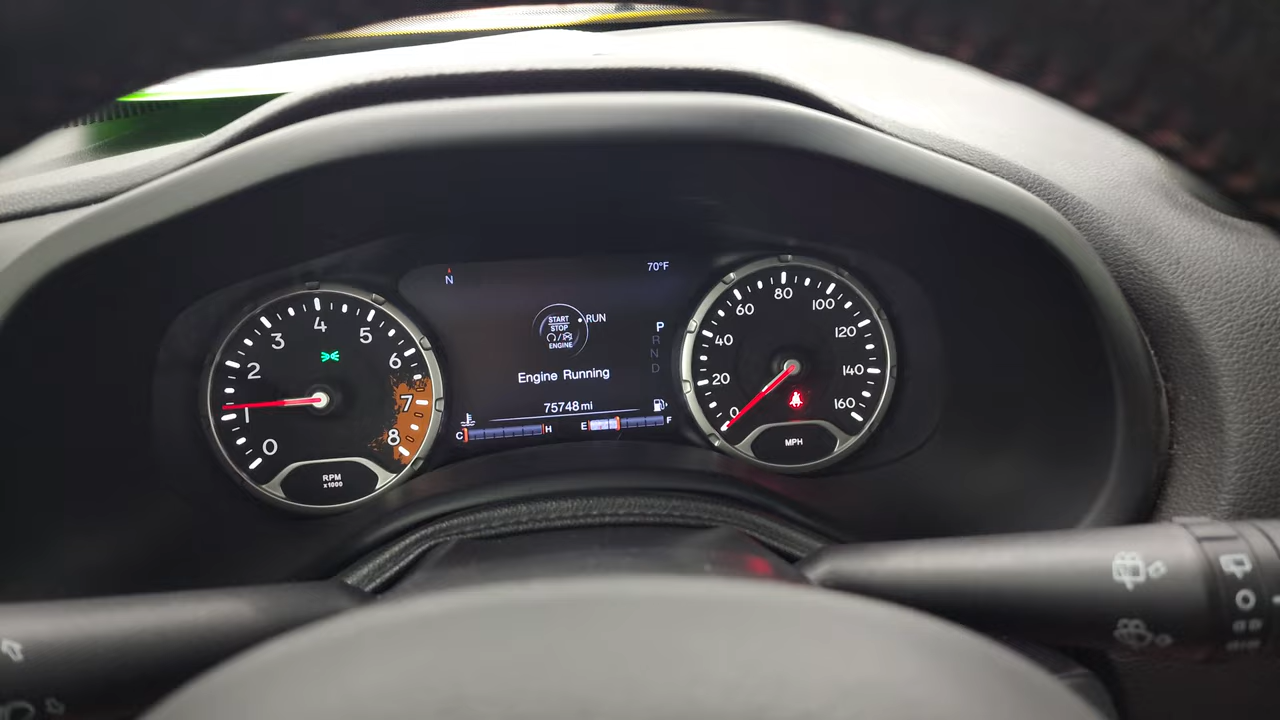 N
70°F
START
STOP
ENGINE
RUN
Engine Running
75748 mi
P
R
N
D
C
H
E
F
0
1
2
3
4
5
6
7
8
RPM
x1000
0
20
40
60
80
100
120
140
160
MPH